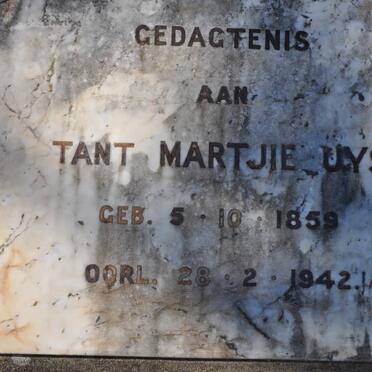 GEDAGTENIS
AAN
TANT MARTJIE UYS
GEB. 5 · 10 · 1859
OORL. 28 · 2 · 1942.